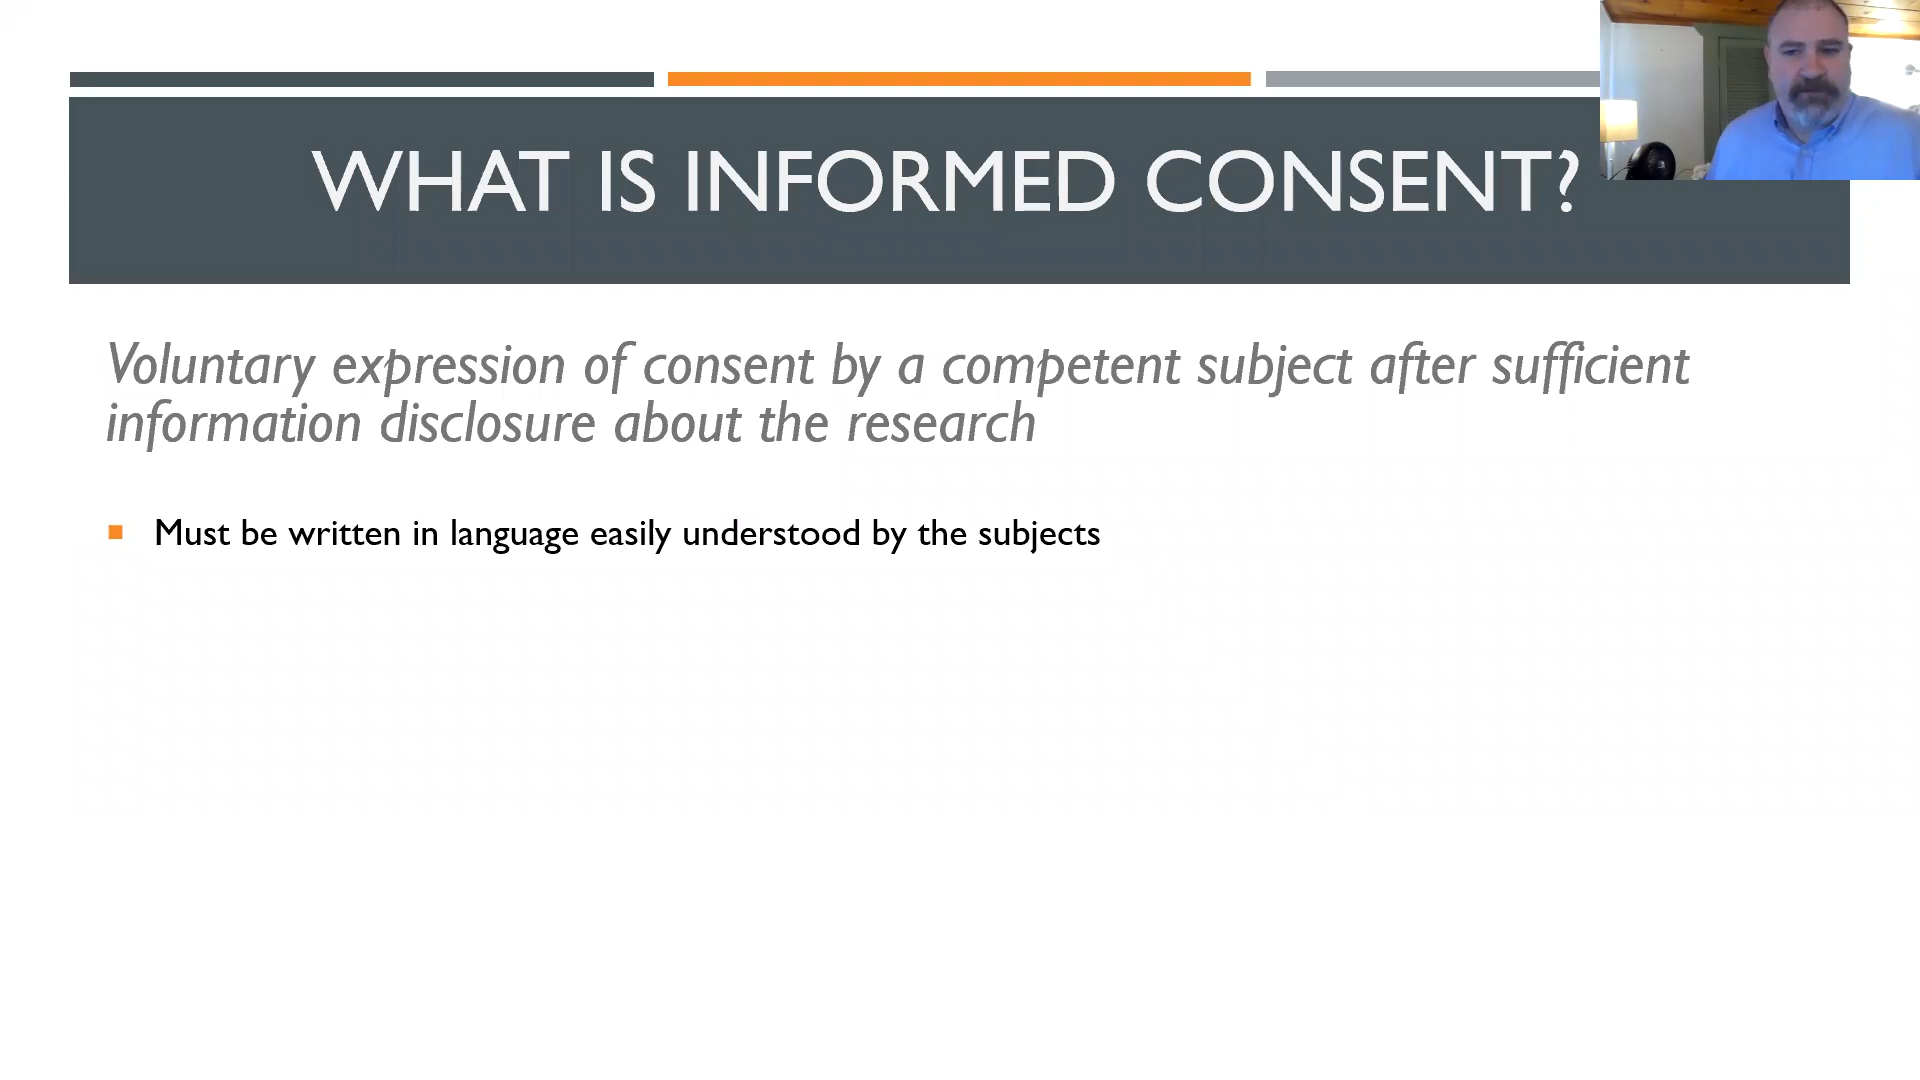 WHAT IS INFORMED CONSENT?
Voluntary expression of consent by a competent subject after sufficient
information disclosure about the research
Must be written in language easily understood by the subjects